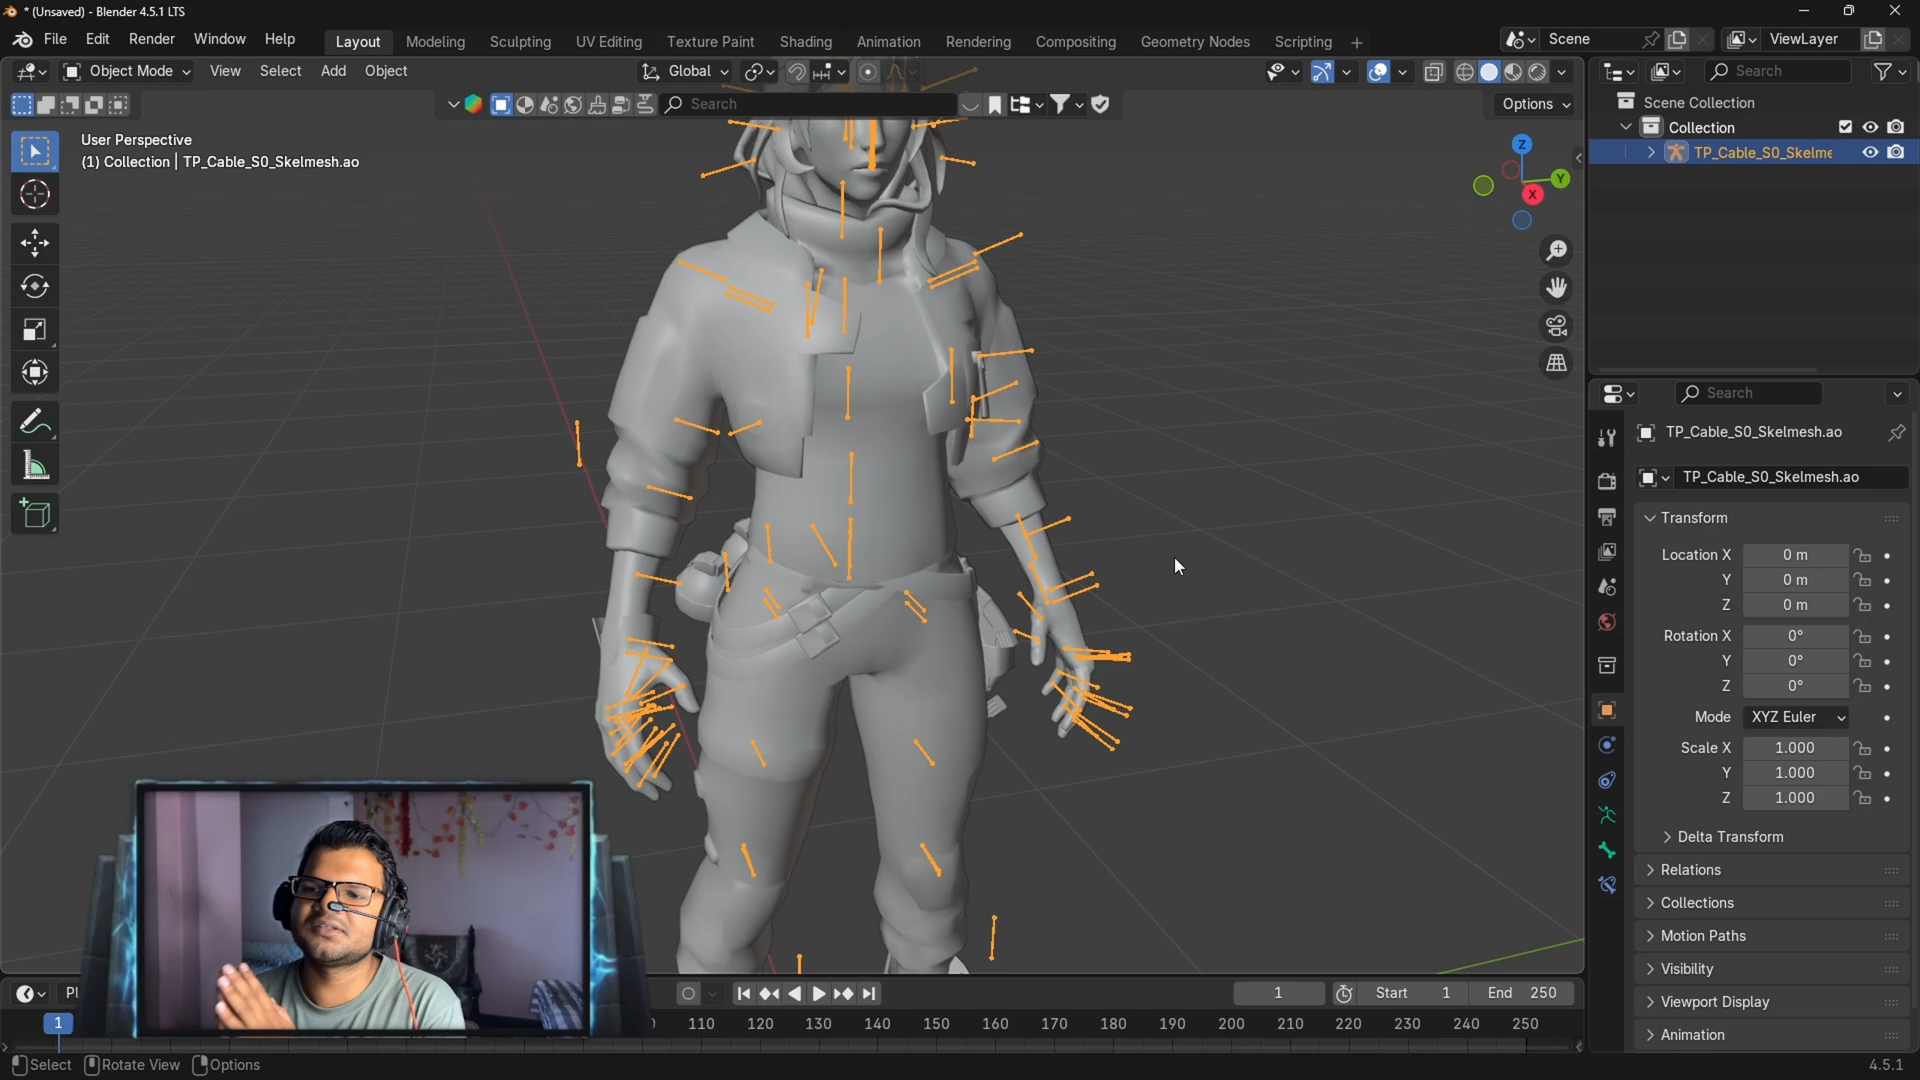 * (Unsaved) - Blender 4.5.1 LTS
File Edit Render Window Help
Layout Modeling Sculpting UV Editing Texture Paint Shading Animation Rendering Compositing Geometry Nodes Scripting +
Scene
ViewLayer
Object Mode View Select Add Object
Global
Search
Search
Options
User Perspective
(1) Collection | TP_Cable_S0_Skelmesh.ao
Z
Y
X
Scene Collection
Collection
TP_Cable_S0_Skelme
Search
TP_Cable_S0_Skelmesh.ao
TP_Cable_S0_Skelmesh.ao
Transform
Location X 0 m
Y 0 m
Z 0 m
Rotation X 0°
Y 0°
Z 0°
Mode XYZ Euler
Scale X 1.000
Y 1.000
Z 1.000
Delta Transform
Relations
Collections
Motion Paths
Visibility
Viewport Display
Animation
Pl
1 Start 1 End 250
1 110 120 130 140 150 160 170 180 190 200 210 220 230 240 250
Select Rotate View Options
4.5.1